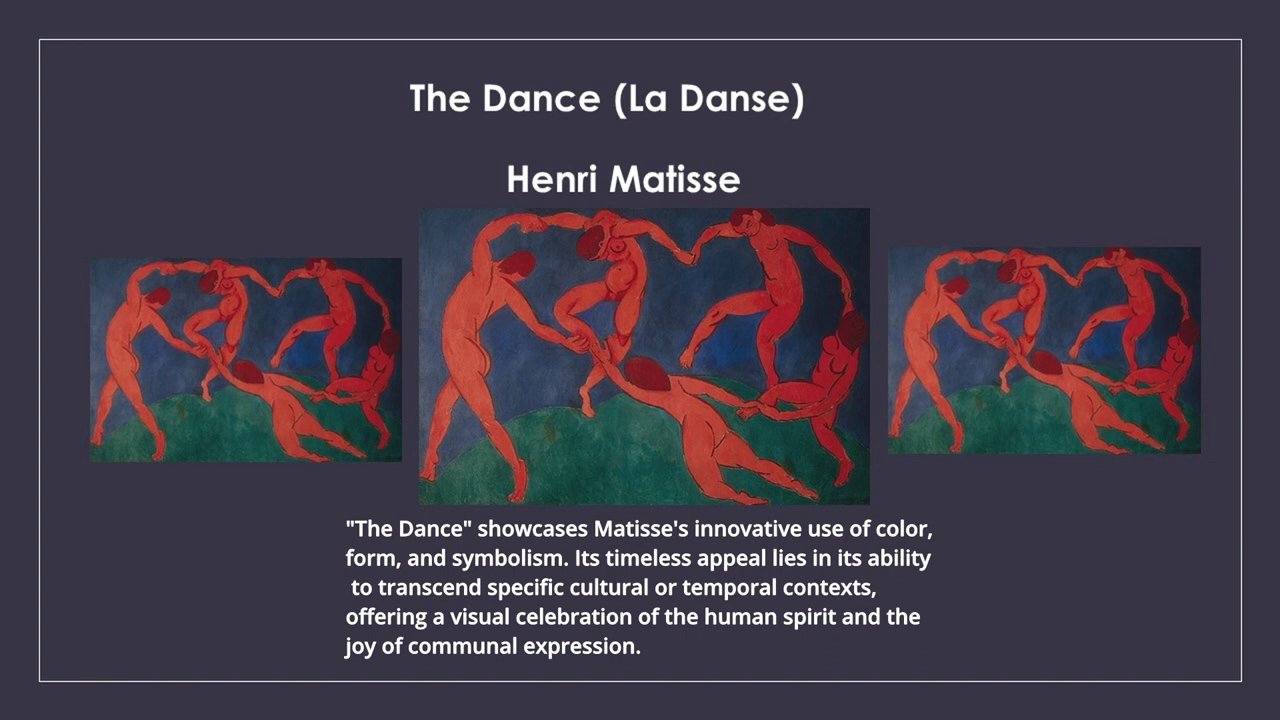 The Dance (La Danse)
Henri Matisse
"The Dance" showcases Matisse's innovative use of color,
form, and symbolism. Its timeless appeal lies in its ability
to transcend specific cultural or temporal contexts,
offering a visual celebration of the human spirit and the
joy of communal expression.